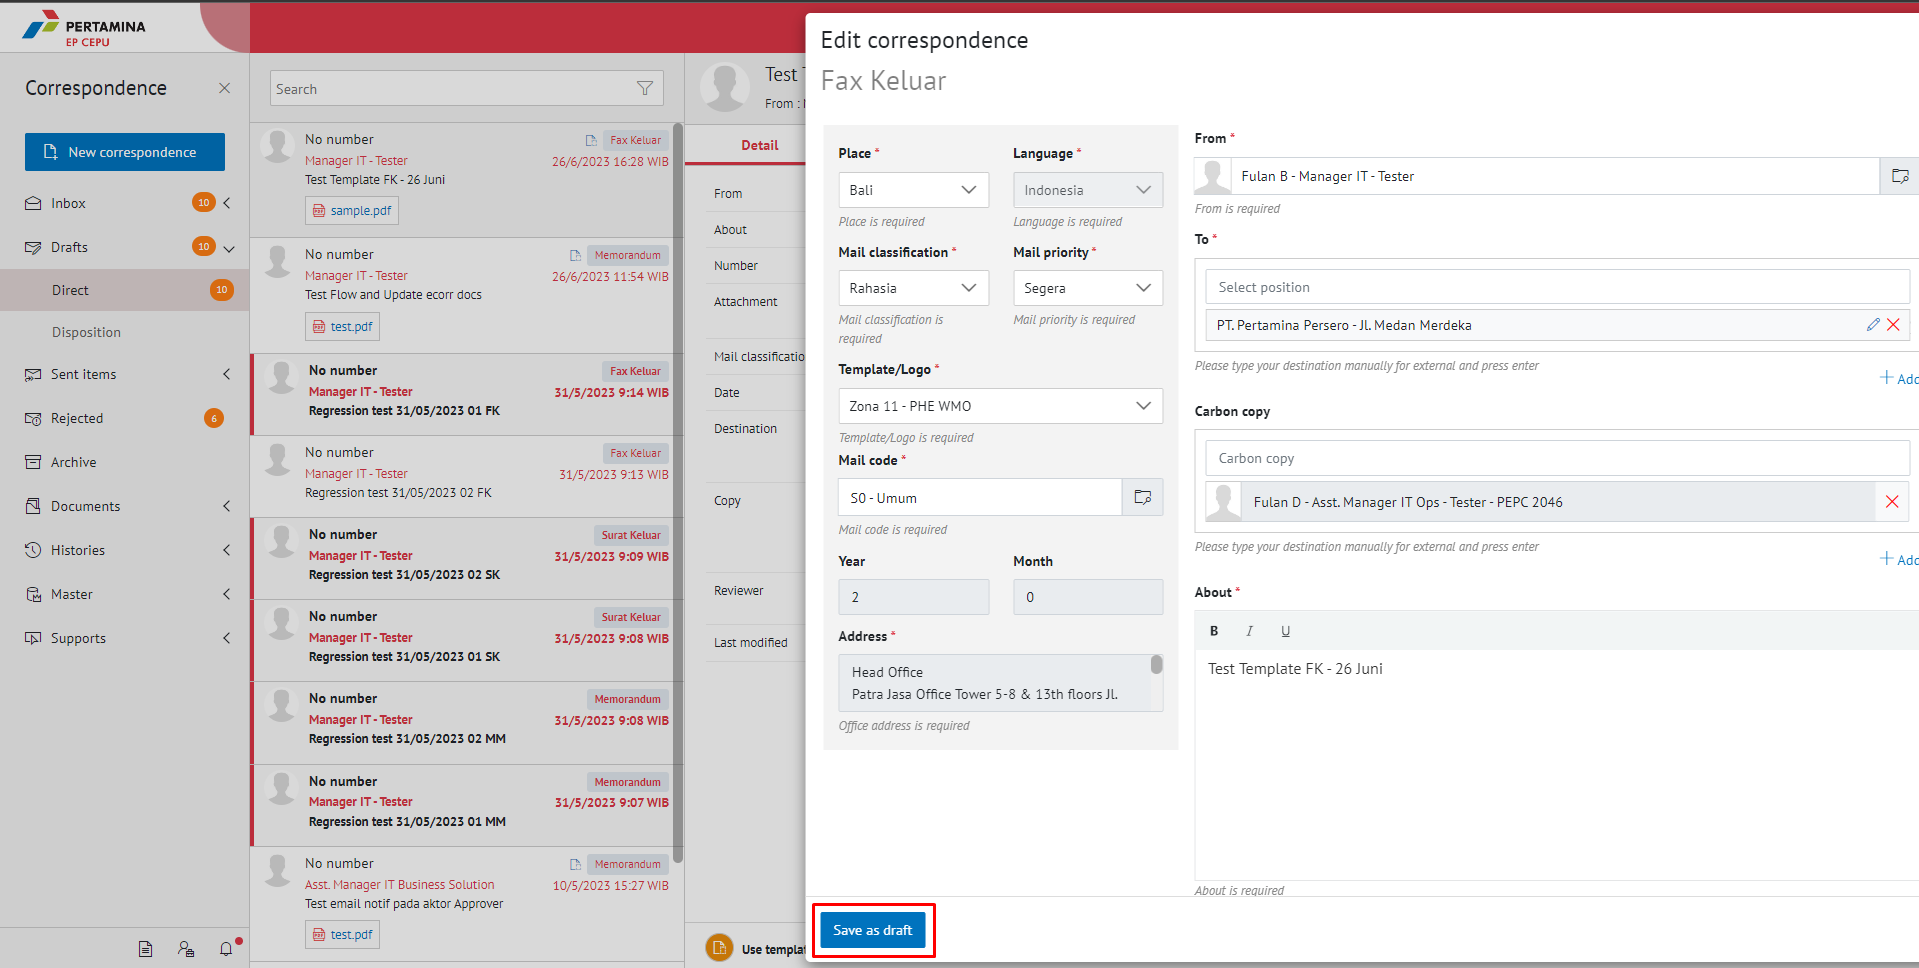 PERTAMINA
EP CEPU
Correspondence
New correspondence
Inbox 10
Drafts 10
Direct 10
Disposition
Sent items
Rejected 6
Archive
Documents
Histories
Master
Supports
Search
No number Fax Keluar
Manager IT - Tester 26/6/2023 16:28 WIB
Test Template FK - 26 Juni
sample.pdf
No number Memorandum
Manager IT - Tester 26/6/2023 11:54 WIB
Test Flow and Update ecorr docs
test.pdf
No number Fax Keluar
Manager IT - Tester 31/5/2023 9:14 WIB
Regression test 31/05/2023 01 FK
No number Fax Keluar
Manager IT - Tester 31/5/2023 9:13 WIB
Regression test 31/05/2023 02 FK
No number Surat Keluar
Manager IT - Tester 31/5/2023 9:09 WIB
Regression test 31/05/2023 02 SK
No number Surat Keluar
Manager IT - Tester 31/5/2023 9:08 WIB
Regression test 31/05/2023 01 SK
No number Memorandum
Manager IT - Tester 31/5/2023 9:08 WIB
Regression test 31/05/2023 02 MM
No number Memorandum
Manager IT - Tester 31/5/2023 9:07 WIB
Regression test 31/05/2023 01 MM
No number Memorandum
Asst. Manager IT Business Solution 10/5/2023 15:27 WIB
Test email notif pada aktor Approver
test.pdf
Test
From :
Detail
From
About
Number
Attachment
Mail classificatio
Date
Destination
Copy
Reviewer
Last modified
Use templat
Edit correspondence
Fax Keluar
Place * Language *
Bali Indonesia
Place is required Language is required
Mail classification * Mail priority *
Rahasia Segera
Mail classification is required Mail priority is required
Template/Logo *
Zona 11 - PHE WMO
Template/Logo is required
Mail code *
S0 - Umum
Mail code is required
Year Month
2 0
Address *
Head Office
Patra Jasa Office Tower 5-8 & 13th floors Jl.
Office address is required
From *
Fulan B - Manager IT - Tester
From is required
To *
Select position
PT. Pertamina Persero - Jl. Medan Merdeka
Please type your destination manually for external and press enter
+ Add
Carbon copy
Carbon copy
Fulan D - Asst. Manager IT Ops - Tester - PEPC 2046
Please type your destination manually for external and press enter
+ Add
About *
B I U
Test Template FK - 26 Juni
About is required
Save as draft